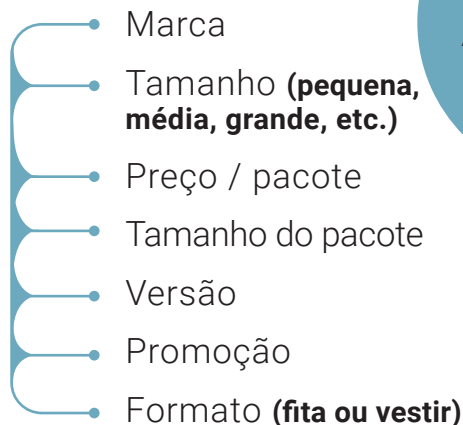 Marca
Tamanho (pequena,
média, grande, etc.)
Preço / pacote
Tamanho do pacote
Versão
Promoção
Formato (fita ou vestir)